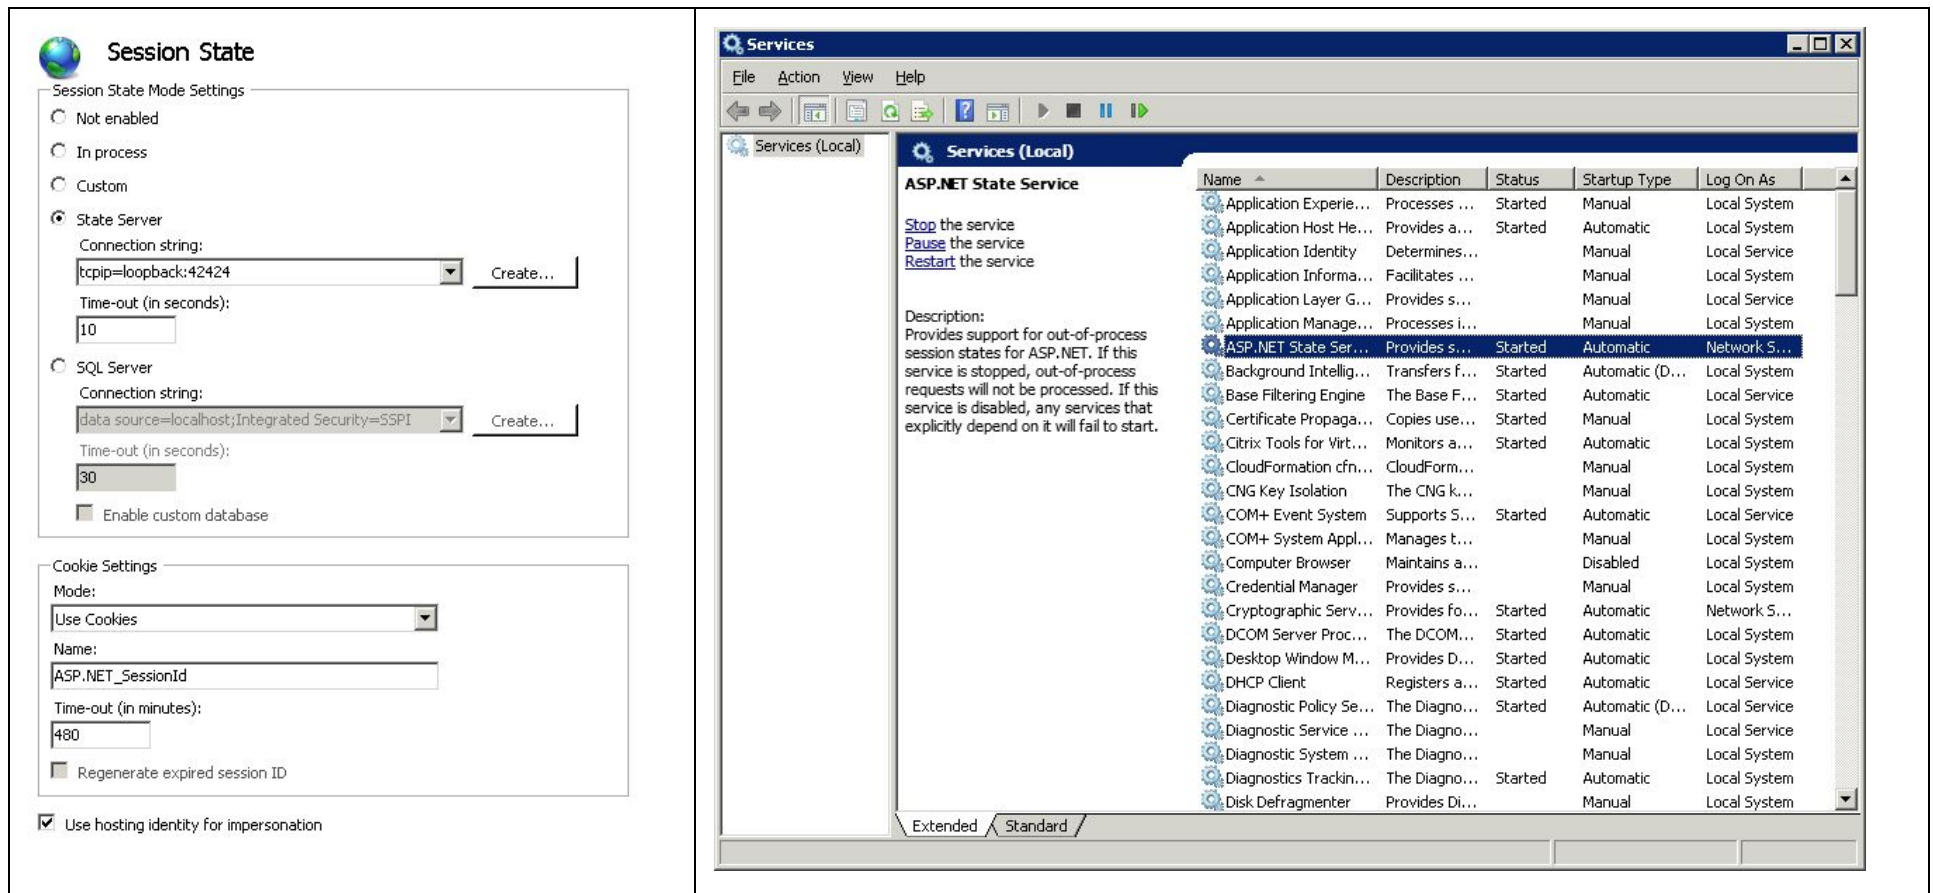 Session State
Session State Mode Settings
Not enabled
In process
Custom
State Server
Connection string:
tcpip=loopback:42424
Create...
Time-out (in seconds):
10
SQL Server
Connection string:
data source=localhost;Integrated Security=SSPI
Create...
Time-out (in seconds):
30
Enable custom database
Cookie Settings
Mode:
Use Cookies
Name:
ASP.NET_SessionId
Time-out (in minutes):
480
Regenerate expired session ID
Use hosting identity for impersonation
Services
File Action View Help
Services (Local)
Services (Local)
ASP.NET State Service
Stop the service
Pause the service
Restart the service
Description:
Provides support for out-of-process
session states for ASP.NET. If this
service is stopped, out-of-process
requests will not be processed. If this
service is disabled, any services that
explicitly depend on it will fail to start.
Name Description Status Startup Type Log On As
Application Experie... Processes ... Started Manual Local System
Application Host He... Provides a... Started Automatic Local System
Application Identity Determines... Manual Local Service
Application Informa... Facilitates ... Manual Local System
Application Layer G... Provides s... Manual Local Service
Application Manage... Processes i... Manual Local System
ASP.NET State Ser... Provides s... Started Automatic Network S...
Background Intellig... Transfers f... Started Automatic (D... Local System
Base Filtering Engine The Base F... Started Automatic Local Service
Certificate Propaga... Copies use... Started Manual Local System
Citrix Tools for Virt... Monitors a... Started Automatic Local System
CloudFormation cfn... CloudForm... Manual Local System
CNG Key Isolation The CNG k... Manual Local System
COM+ Event System Supports S... Started Automatic Local Service
COM+ System Appl... Manages t... Manual Local System
Computer Browser Maintains a... Disabled Local System
Credential Manager Provides s... Manual Local System
Cryptographic Serv... Provides fo... Started Automatic Network S...
DCOM Server Proc... The DCOM... Started Automatic Local System
Desktop Window M... Provides D... Started Automatic Local System
DHCP Client Registers a... Started Automatic Local Service
Diagnostic Policy Se... The Diagno... Started Automatic (D... Local Service
Diagnostic Service ... The Diagno... Manual Local Service
Diagnostic System ... The Diagno... Manual Local System
Diagnostics Trackin... The Diagno... Started Automatic Local System
Disk Defragmenter Provides Di... Manual Local System
Extended Standard